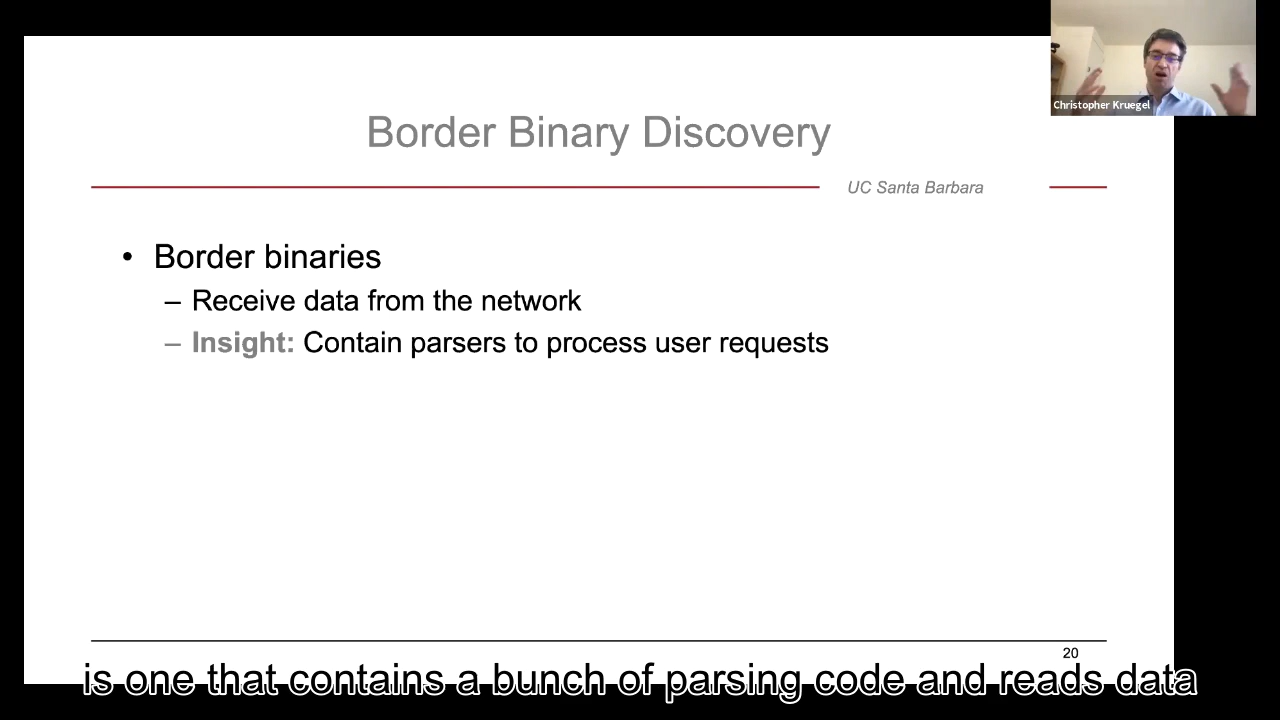 Christopher Kruegel
Border Binary Discovery
UC Santa Barbara
• Border binaries
– Receive data from the network
– Insight: Contain parsers to process user requests
20
is one that contains a bunch of parsing code and reads data